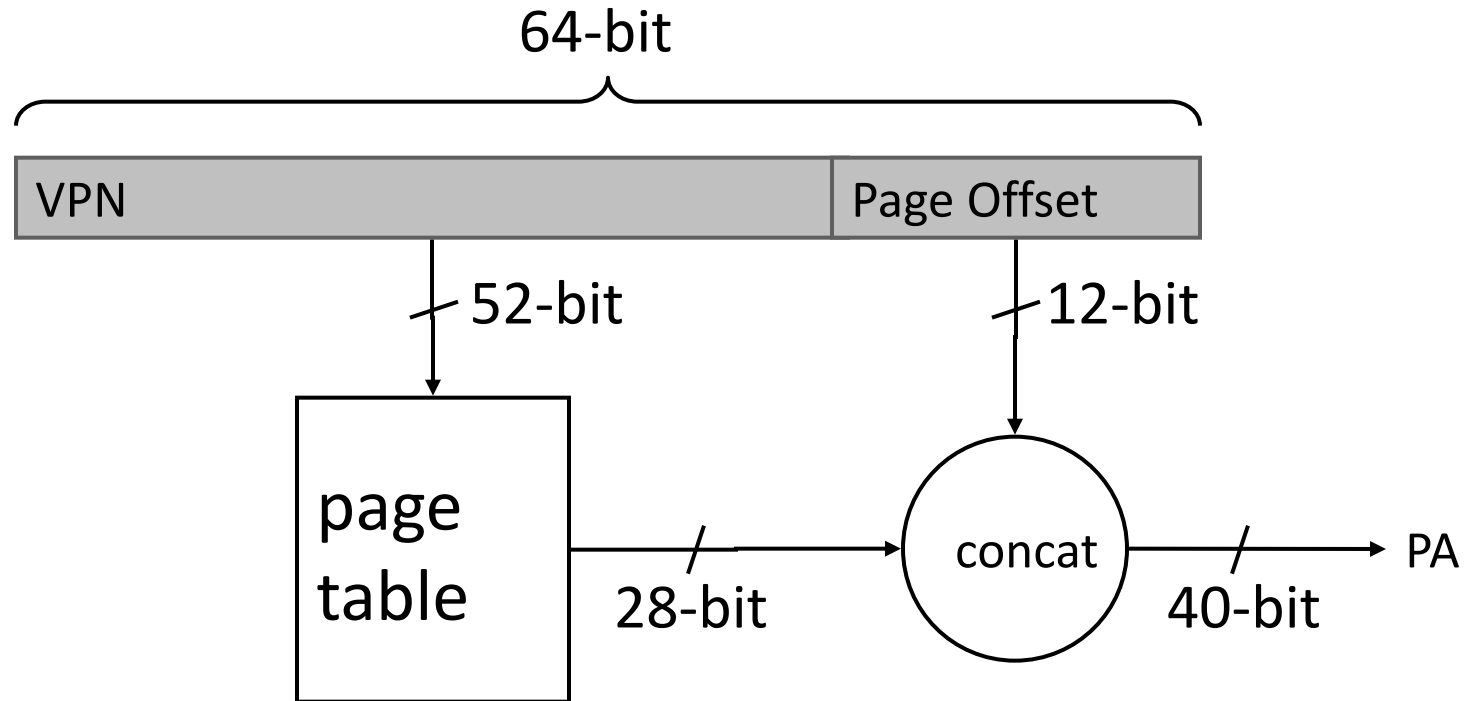 64-bit
VPN
Page Offset
52-bit
12-bit
page
table
concat
PA
28-bit
40-bit